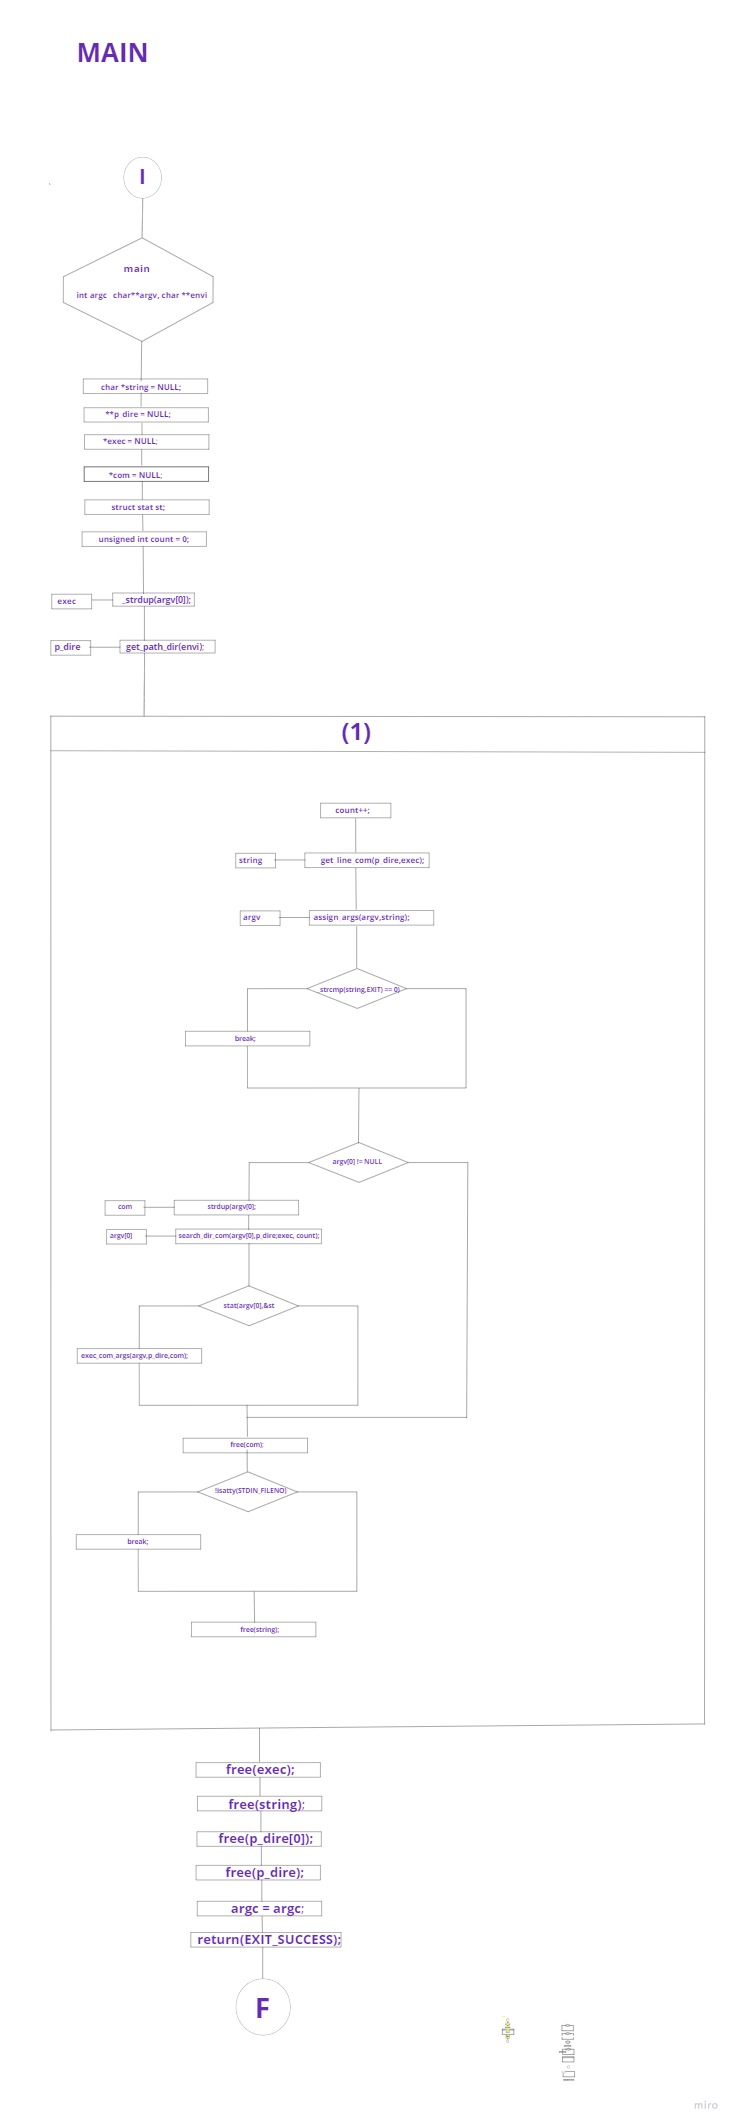 MAIN
I
main
int argc char**argv, char **envi
char *string = NULL;
**p_dire = NULL;
*exec = NULL;
*com = NULL;
struct stat st;
unsigned int count = 0;
exec
_strdup(argv[0]);
p_dire
get_path_dir(envi);
(1)
count++;
string
get_line_com(p_dire,exec);
argv
assign_args(argv,string);
strcmp(string,EXIT) == 0)
break;
argv[0] != NULL
com
strdup(argv[0];
argv[0]
search_dir_com(argv[0],p_dire;exec, count);
stat(argv[0],&st
exec_com_args(argv,p_dire,com);
free(com);
!isatty(STDIN_FILENO)
break;
free(string);
free(exec);
free(string);
free(p_dire[0]);
free(p_dire);
argc = argc;
return(EXIT_SUCCESS);
F
miro